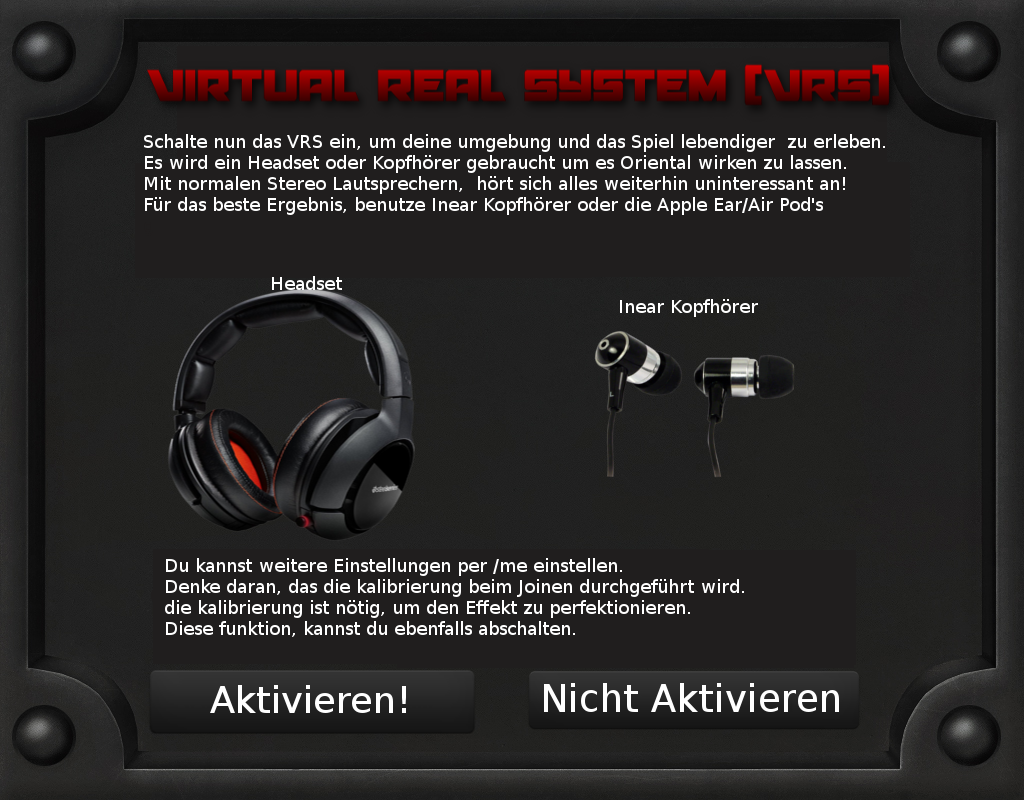 VIRTUAL REAL SYSTEM [VRS]
Schalte nun das VRS ein, um deine umgebung und das Spiel lebendiger  zu erleben.
Es wird ein Headset oder Kopfhörer gebraucht um es Oriental wirken zu lassen.
Mit normalen Stereo Lautsprechern,  hört sich alles weiterhin uninteressant an!
Für das beste Ergebnis, benutze Inear Kopfhörer oder die Apple Ear/Air Pod's
Headset
Inear Kopfhörer
Du kannst weitere Einstellungen per /me einstellen.
Denke daran, das die kalibrierung beim Joinen durchgeführt wird.
die kalibrierung ist nötig, um den Effekt zu perfektionieren.
Diese funktion, kannst du ebenfalls abschalten.
Aktivieren!
Nicht Aktivieren